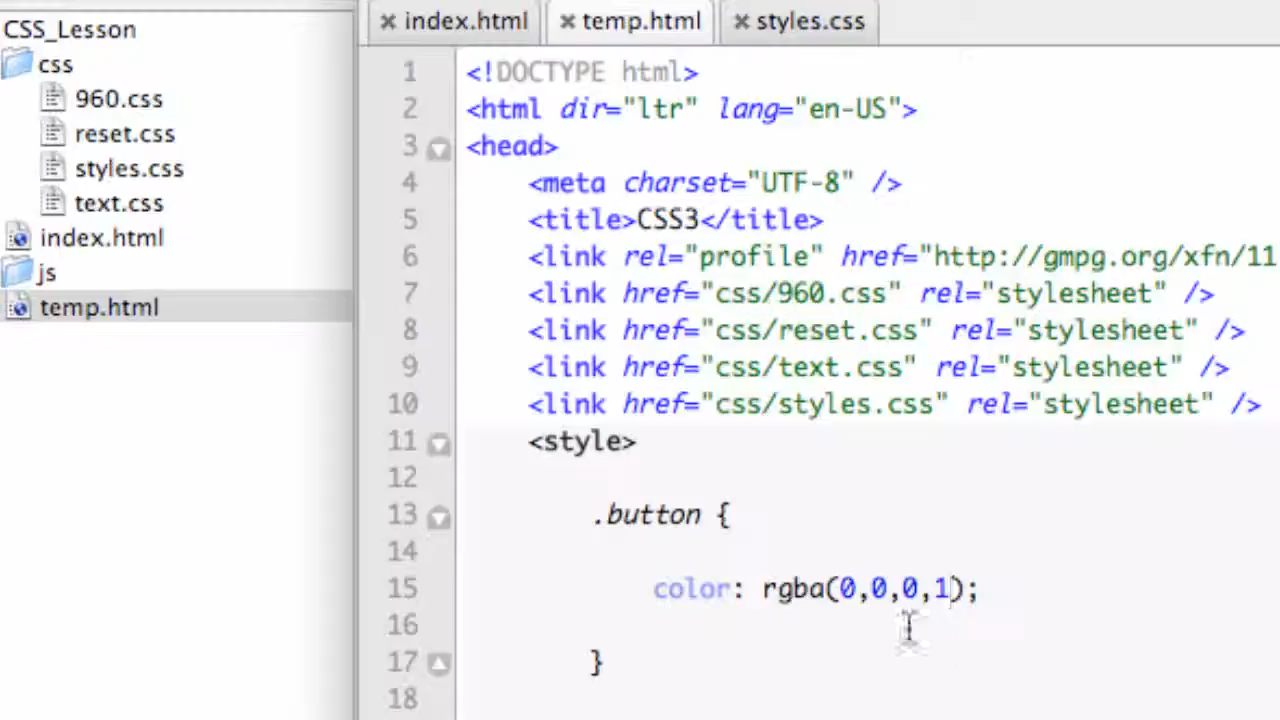 CSS_Lesson
css
960.css
reset.css
styles.css
text.css
index.html
js
temp.html
× index.html × temp.html × styles.css
1 <!DOCTYPE html>
2 <html dir="ltr" lang="en-US">
3 <head>
4 <meta charset="UTF-8" />
5 <title>CSS3</title>
6 <link rel="profile" href="http://gmpg.org/xfn/11
7 <link href="css/960.css" rel="stylesheet" />
8 <link href="css/reset.css" rel="stylesheet" />
9 <link href="css/text.css" rel="stylesheet" />
10 <link href="css/styles.css" rel="stylesheet" />
11 <style>
12
13 .button {
14
15 color: rgba(0,0,0,1);
16
17 }
18